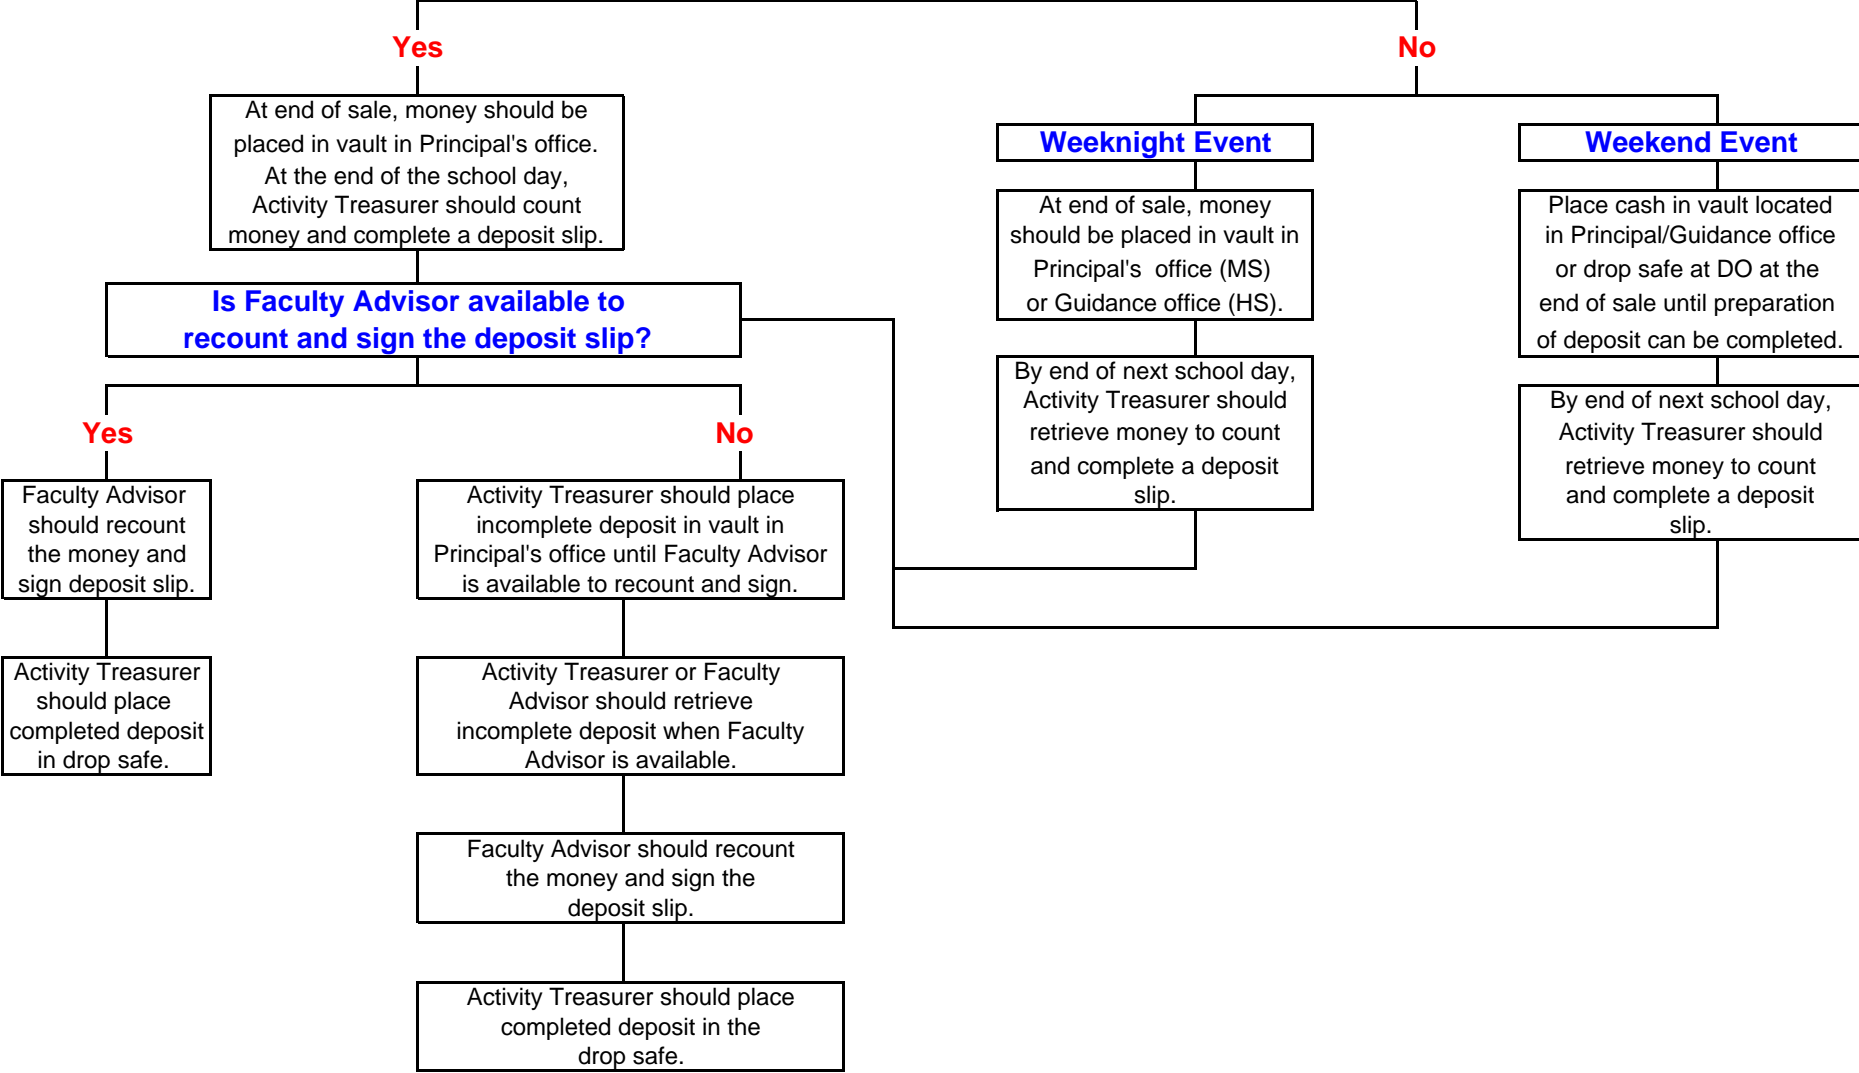 Yes
No
At end of sale, money should be
placed in vault in Principal's office.
At the end of the school day,
Activity Treasurer should count
money and complete a deposit slip.
Weeknight Event
Weekend Event
At end of sale, money
should be placed in vault in
Principal's  office (MS)
or Guidance office (HS).
Place cash in vault located
in Principal/Guidance office
or drop safe at DO at the
end of sale until preparation
of deposit can be completed.
Is Faculty Advisor available to
recount and sign the deposit slip?
By end of next school day,
Activity Treasurer should
retrieve money to count
and complete a deposit
slip.
By end of next school day,
Activity Treasurer should
retrieve money to count
and complete a deposit
slip.
Yes
No
Faculty Advisor
should recount
the money and
sign deposit slip.
Activity Treasurer should place
incomplete deposit in vault in
Principal's office until Faculty Advisor
is available to recount and sign.
Activity Treasurer
should place
completed deposit
in drop safe.
Activity Treasurer or Faculty
Advisor should retrieve
incomplete deposit when Faculty
Advisor is available.
Faculty Advisor should recount
the money and sign the
deposit slip.
Activity Treasurer should place
completed deposit in the
drop safe.